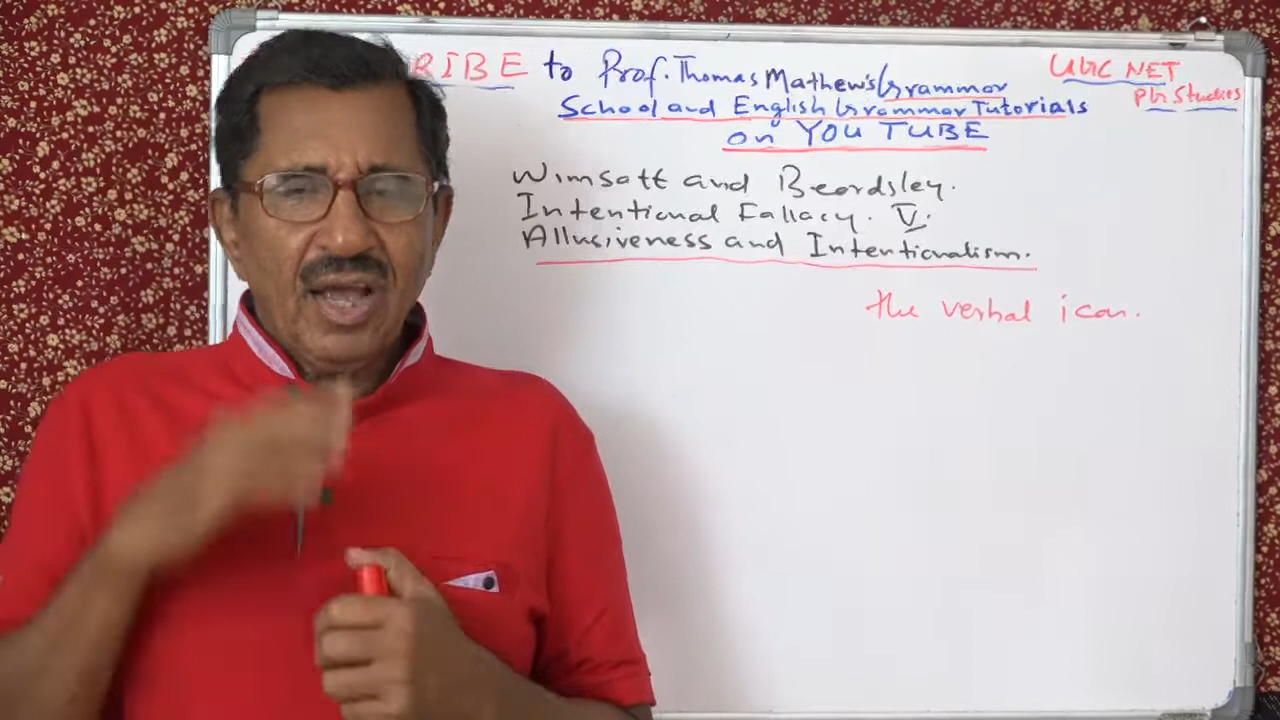 RIBE to Prof. Thomas Mathew's Grammar
School and English Grammar Tutorials
on YOU TUBE
UGC NET
PG Studies
Wimsatt and Beardsley.
Intentional Fallacy. V.
Allusiveness and Intentionalism.
the verbal icon.